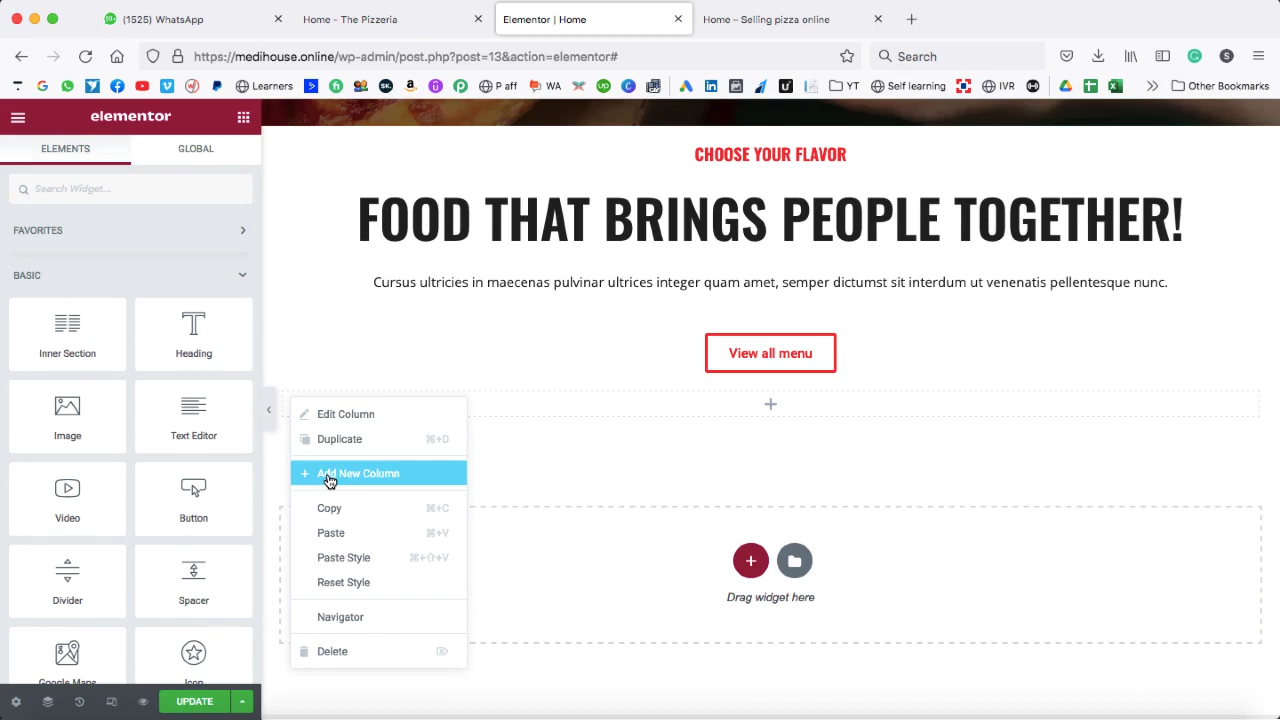 (1525) WhatsApp
Home - The Pizzeria
Elementor | Home
Home – Selling pizza online
https://medihouse.online/wp-admin/post.php?post=13&action=elementor#
Search
Learners
P aff
WA
YT
Self learning
IVR
Other Bookmarks
elementor
ELEMENTS
GLOBAL
Search Widget...
FAVORITES
BASIC
Inner Section
Heading
Image
Text Editor
Video
Button
Divider
Spacer
Google Maps
Icon
UPDATE
CHOOSE YOUR FLAVOR
FOOD THAT BRINGS PEOPLE TOGETHER!
Cursus ultricies in maecenas pulvinar ultrices integer quam amet, semper dictumst sit interdum ut venenatis pellentesque nunc.
View all menu
Edit Column
Duplicate ⌘+D
Add New Column
Copy ⌘+C
Paste ⌘+V
Paste Style ⌘+⇧+V
Reset Style
Navigator
Delete ⌦
Drag widget here